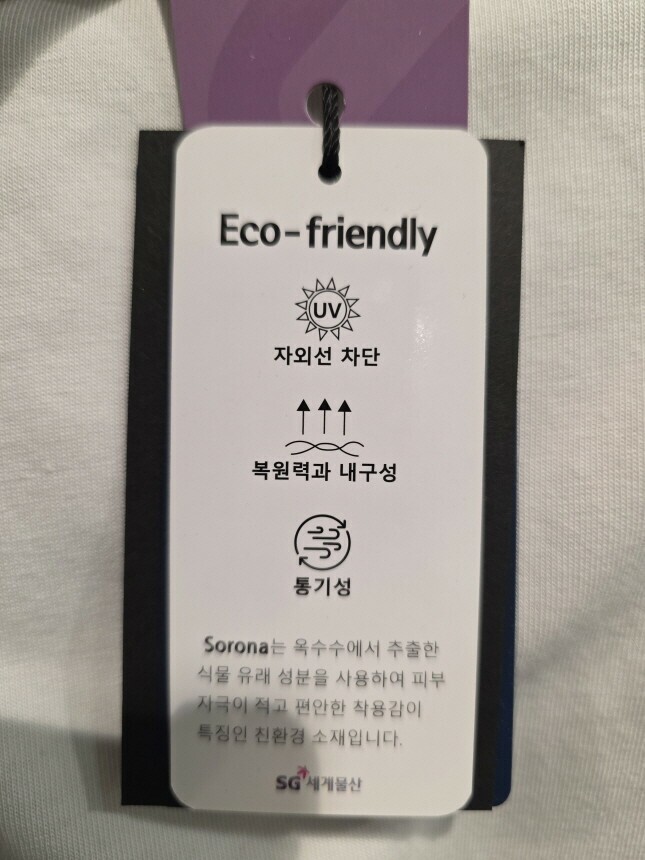 Eco-friendly
UV
자외선 차단
복원력과 내구성
통기성
Sorona는 옥수수에서 추출한
식물 유래 성분을 사용하여 피부
자극이 적고 편안한 착용감이
특징인 친환경 소재입니다.
SG 세계물산